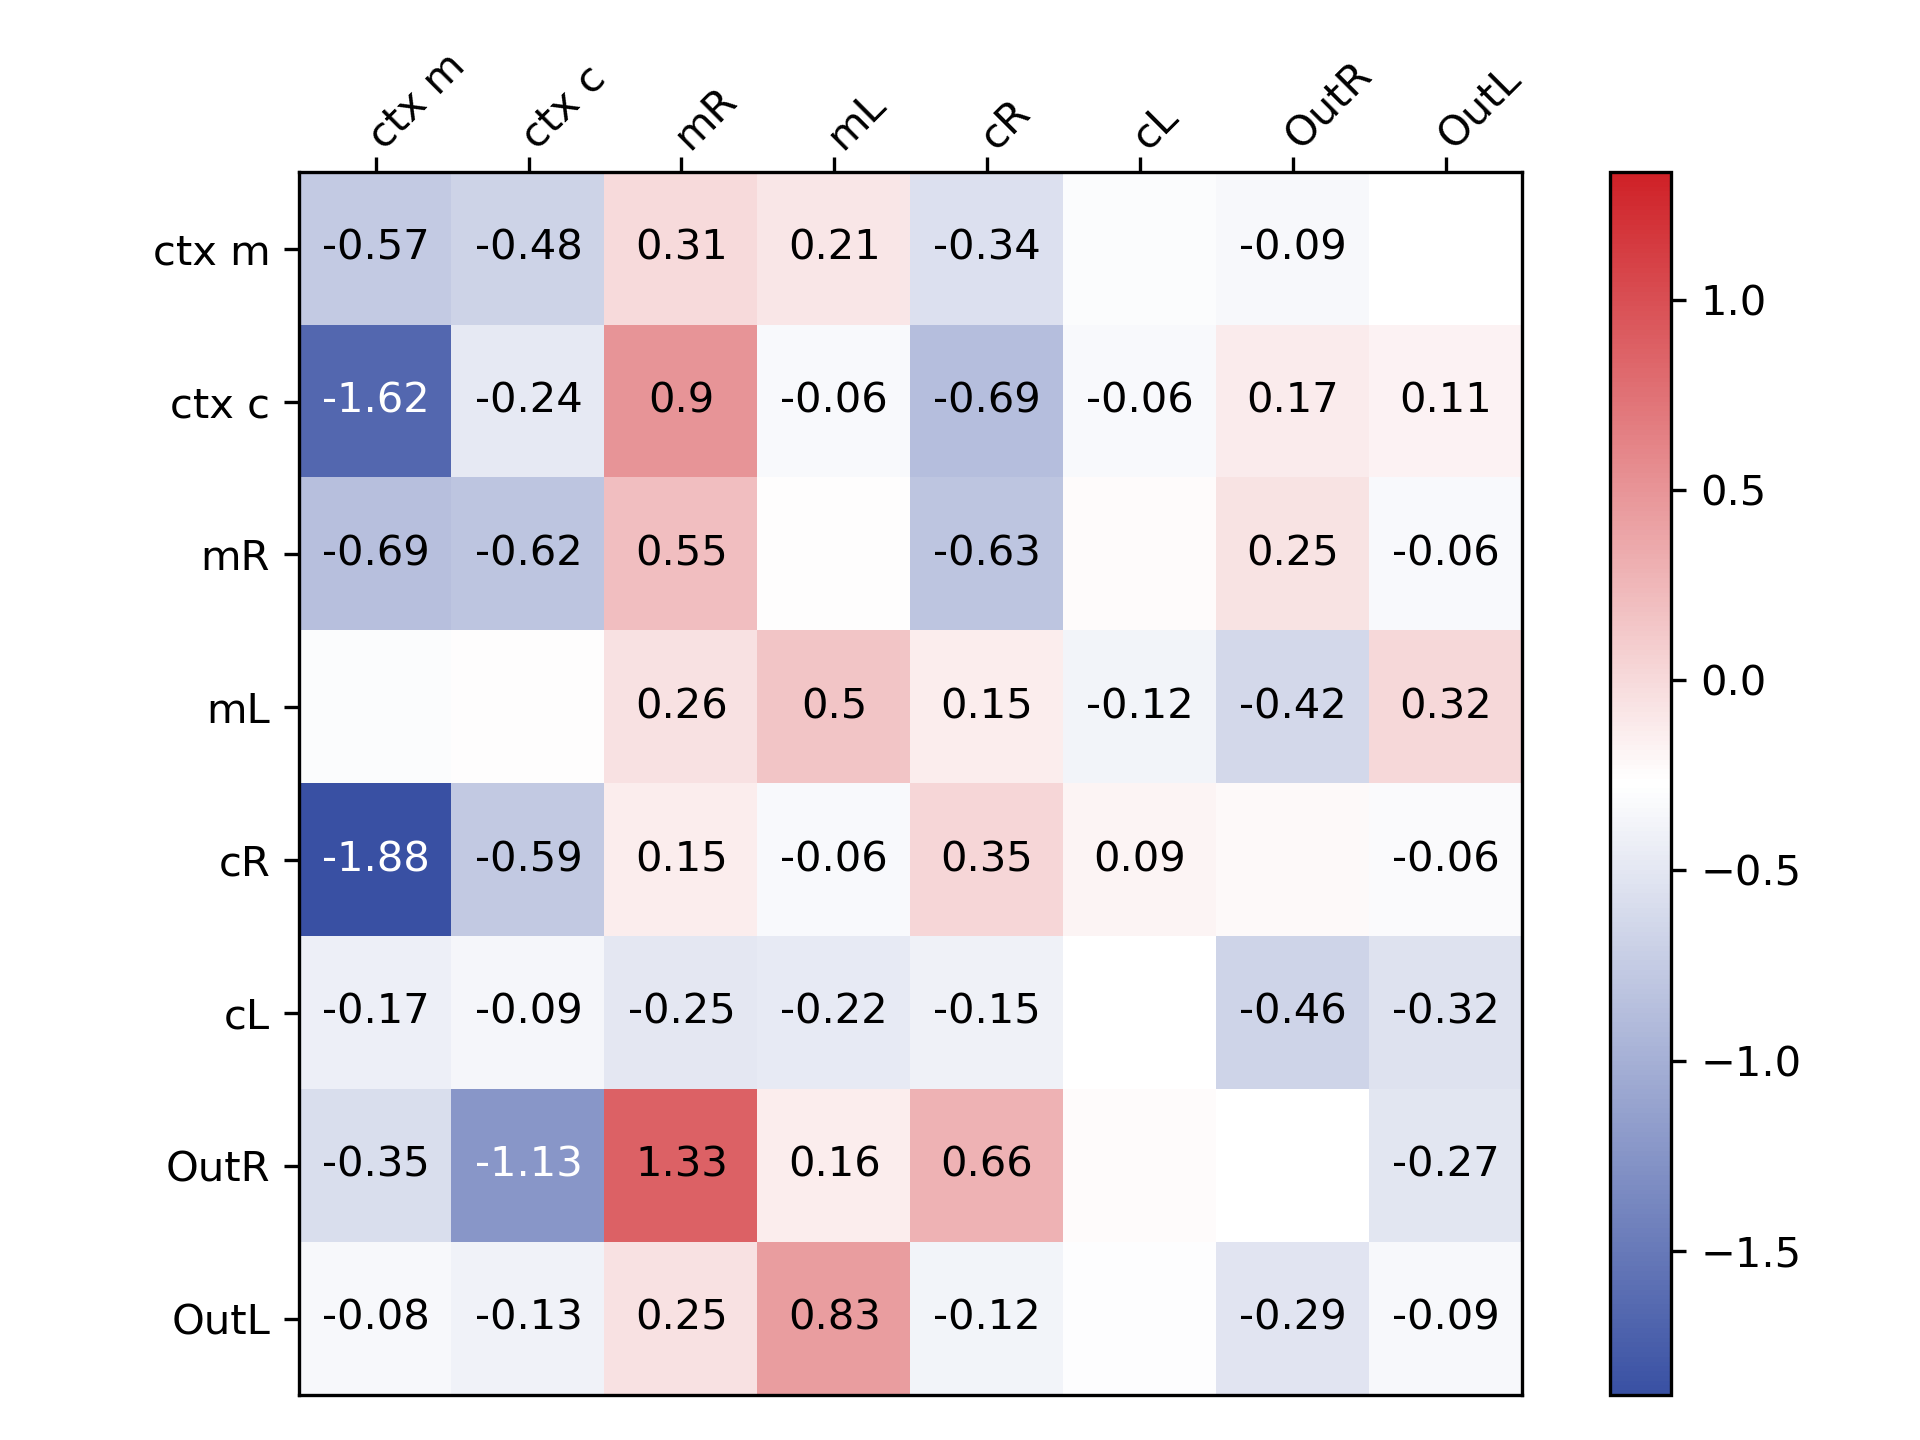 ctx m ctx c mR mL cR cL OutR OutL
ctx m -0.57 -0.48 0.31 0.21 -0.34 -0.09
ctx c -1.62 -0.24 0.9 -0.06 -0.69 -0.06 0.17 0.11
mR -0.69 -0.62 0.55 -0.63 0.25 -0.06
mL 0.26 0.5 0.15 -0.12 -0.42 0.32
cR -1.88 -0.59 0.15 -0.06 0.35 0.09 -0.06
cL -0.17 -0.09 -0.25 -0.22 -0.15 -0.46 -0.32
OutR -0.35 -1.13 1.33 0.16 0.66 -0.27
OutL -0.08 -0.13 0.25 0.83 -0.12 -0.29 -0.09
1.0
0.5
0.0
−0.5
−1.0
−1.5